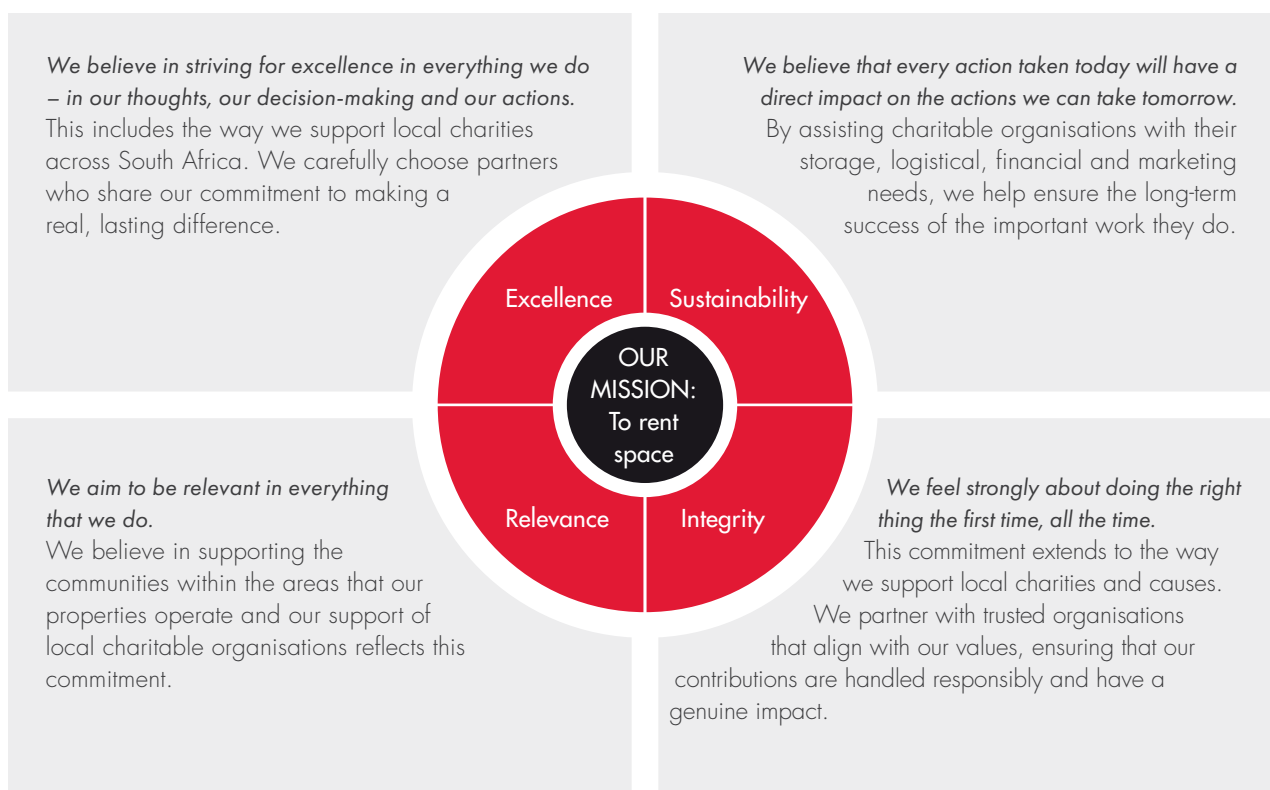 We believe in striving for excellence in everything we do
– in our thoughts, our decision-making and our actions.
This includes the way we support local charities
across South Africa. We carefully choose partners
who share our commitment to making a
real, lasting difference.
We believe that every action taken today will have a
direct impact on the actions we can take tomorrow.
By assisting charitable organisations with their
storage, logistical, financial and marketing
needs, we help ensure the long-term
success of the important work they do.
Excellence
Sustainability
OUR
MISSION:
To rent
space
Relevance
Integrity
We aim to be relevant in everything
that we do.
We believe in supporting the
communities within the areas that our
properties operate and our support of
local charitable organisations reflects this
commitment.
We feel strongly about doing the right
thing the first time, all the time.
This commitment extends to the way
we support local charities and causes.
We partner with trusted organisations
that align with our values, ensuring that our
contributions are handled responsibly and have a
genuine impact.